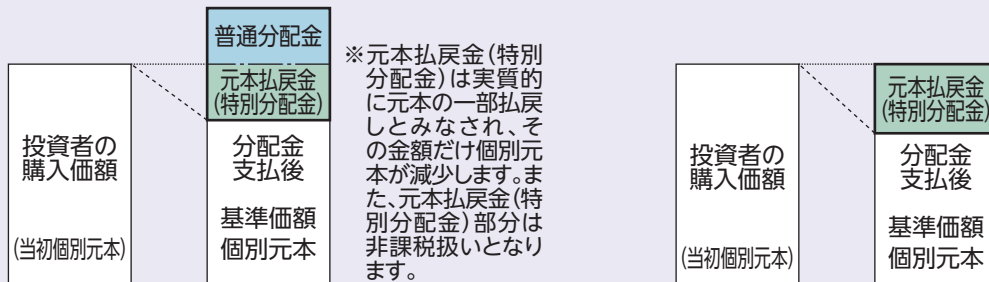 普通分配金
元本払戻金
(特別分配金)
投資者の
購入価額
(当初個別元本)
分配金
支払後
基準価額
個別元本
※元本払戻金(特別
分配金)は実質的
に元本の一部払戻
しとみなされ、そ
の金額だけ個別元
本が減少します。ま
た、元本払戻金(特
別分配金)部分は
非課税扱いとなり
ます。
投資者の
購入価額
(当初個別元本)
元本払戻金
(特別分配金)
分配金
支払後
基準価額
個別元本